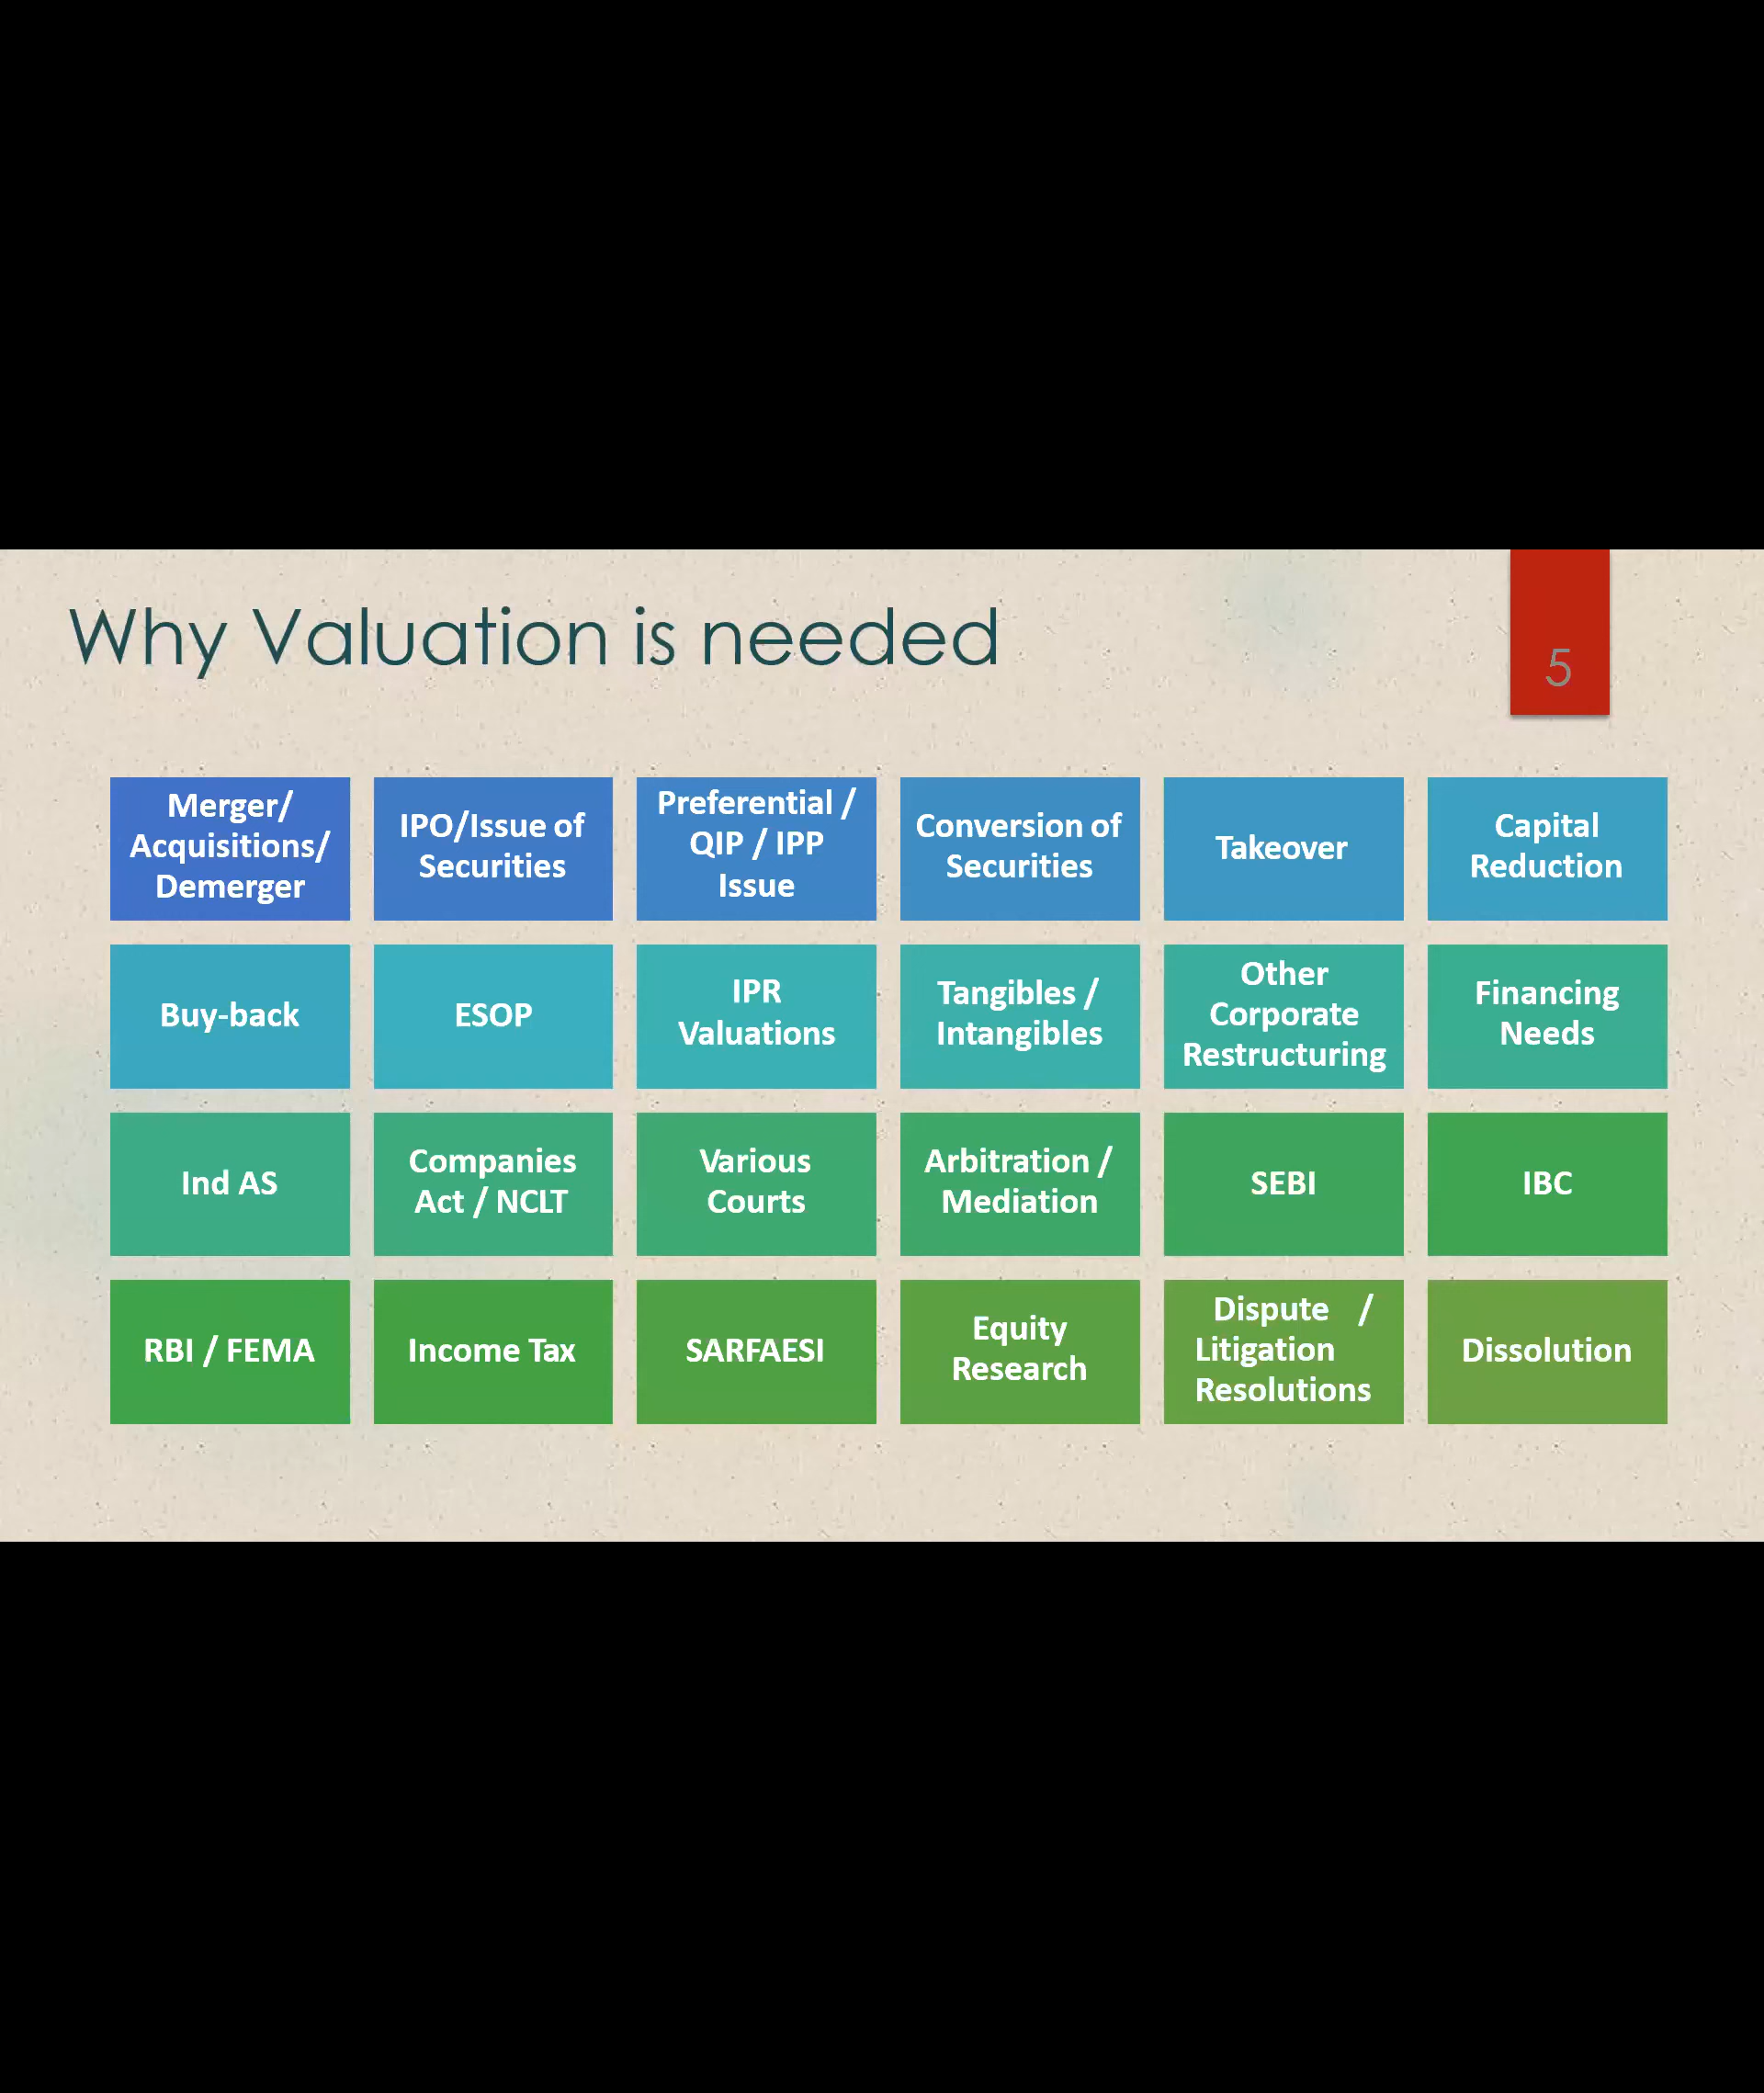 Why Valuation is needed
5
Merger/
Acquisitions/
Demerger
IPO/Issue of
Securities
Preferential /
QIP / IPP
Issue
Conversion of
Securities
Takeover
Capital
Reduction
Buy-back
ESOP
IPR
Valuations
Tangibles /
Intangibles
Other
Corporate
Restructuring
Financing
Needs
Ind AS
Companies
Act / NCLT
Various
Courts
Arbitration /
Mediation
SEBI
IBC
RBI / FEMA
Income Tax
SARFAESI
Equity
Research
Dispute /
Litigation
Resolutions
Dissolution